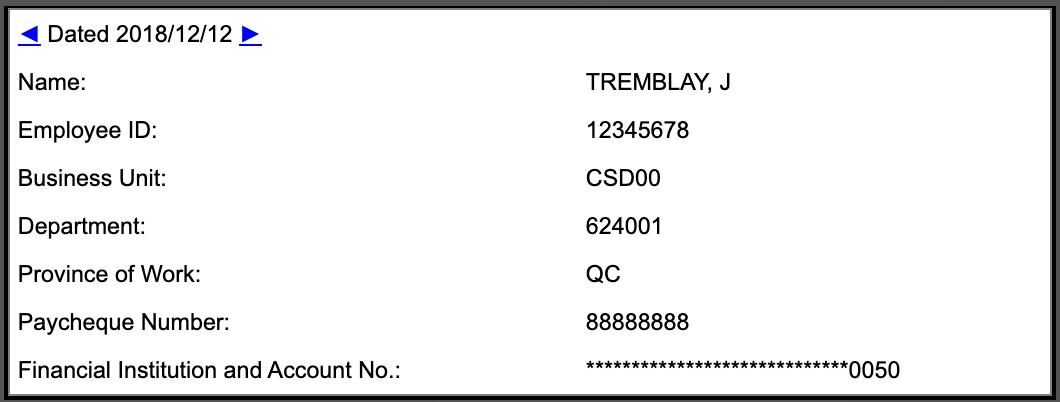 ◄ Dated 2018/12/12 ►
Name: TREMBLAY, J
Employee ID: 12345678
Business Unit: CSD00
Department: 624001
Province of Work: QC
Paycheque Number: 88888888
Financial Institution and Account No.: *****************************0050